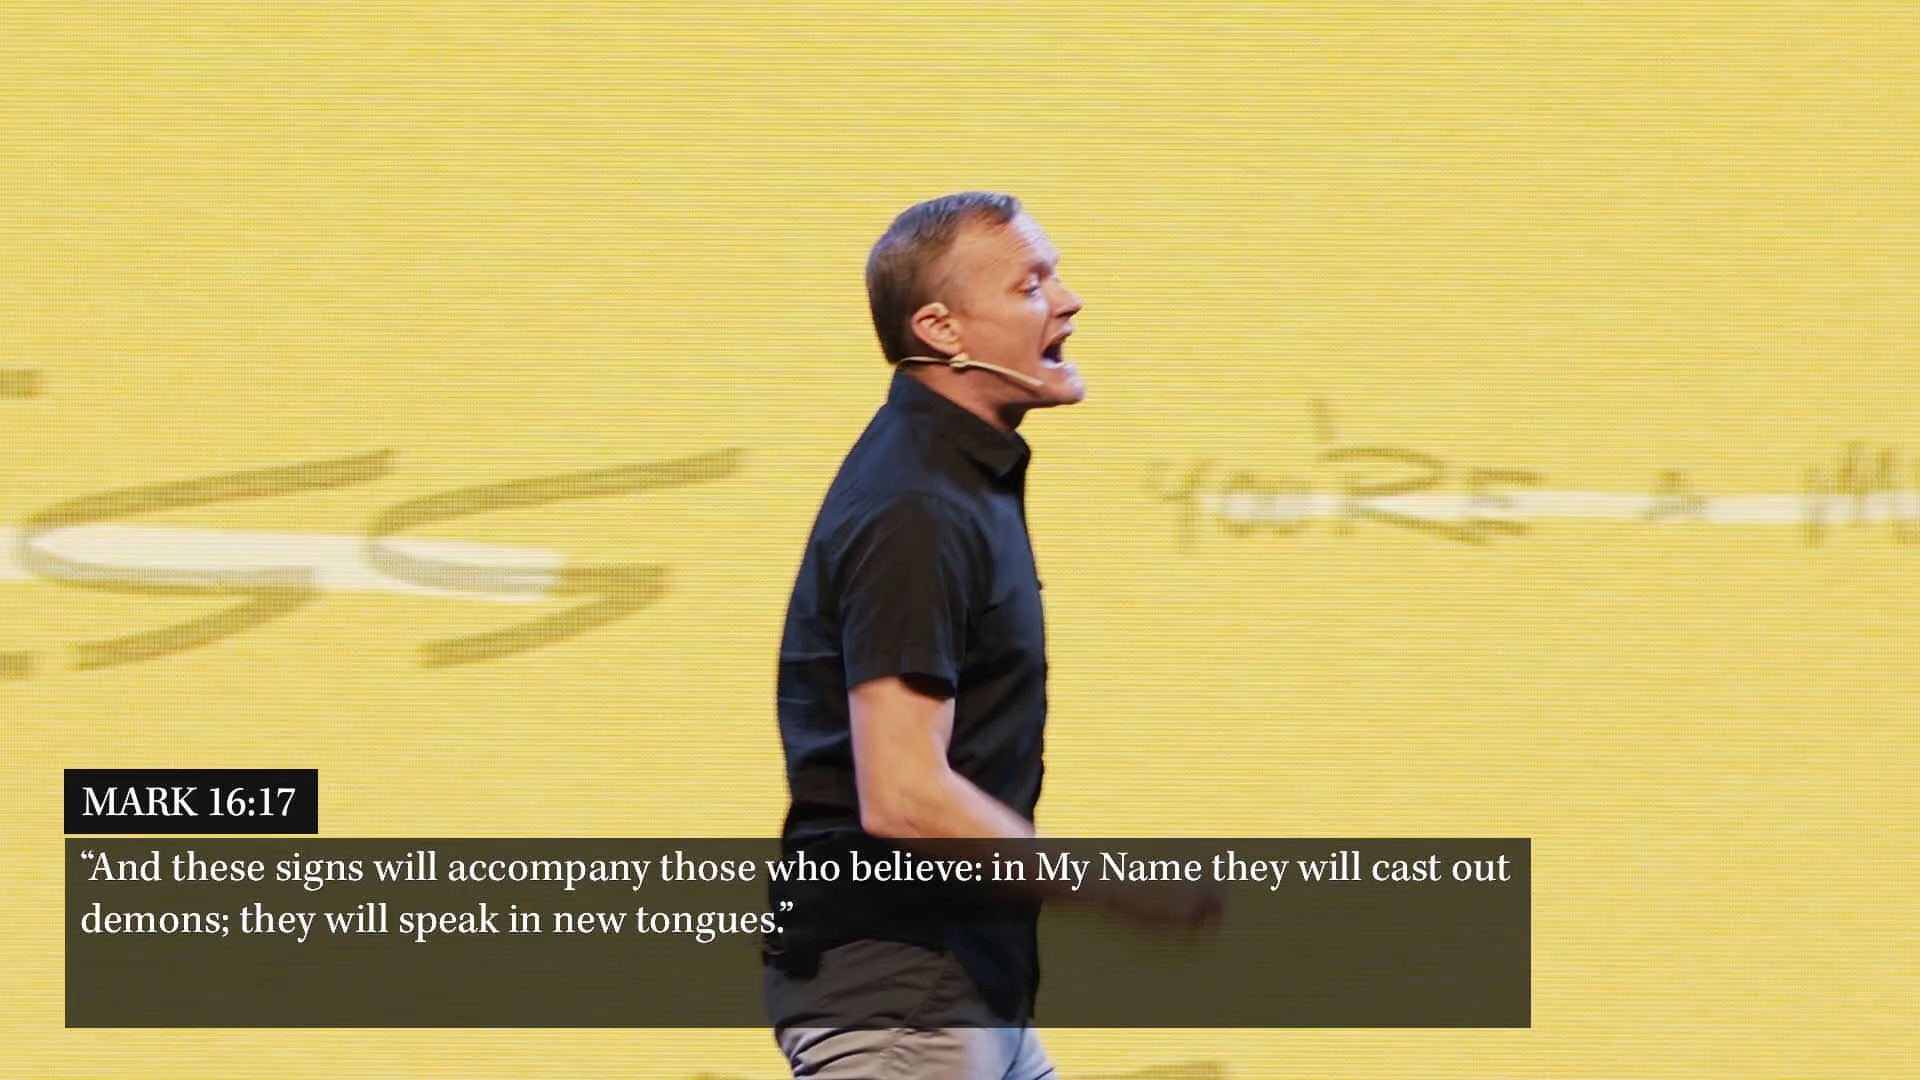 SS
YOU'RE A
MARK 16:17
“And these signs will accompany those who believe: in My Name they will cast out
demons; they will speak in new tongues.”